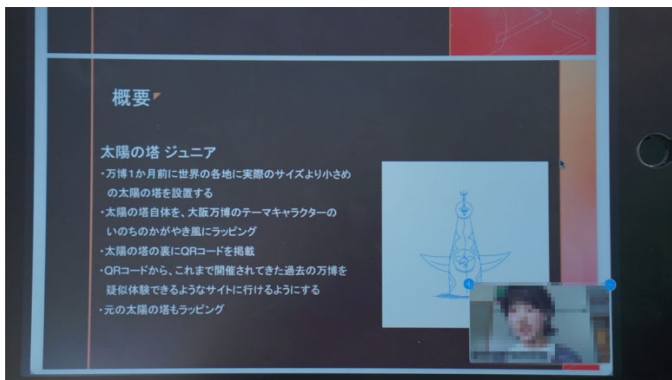 概要
太陽の塔 ジュニア
・万博1か月前に世界の各地に実際のサイズより小さめ
の太陽の塔を設置する
・太陽の塔自体を、大阪万博のテーマキャラクターの
いのちのかがやき風にラッピング
・太陽の塔の裏にQRコードを掲載
・QRコードから、これまで開催されてきた過去の万博を
疑似体験できるようなサイトに行けるようにする
・元の太陽の塔もラッピング